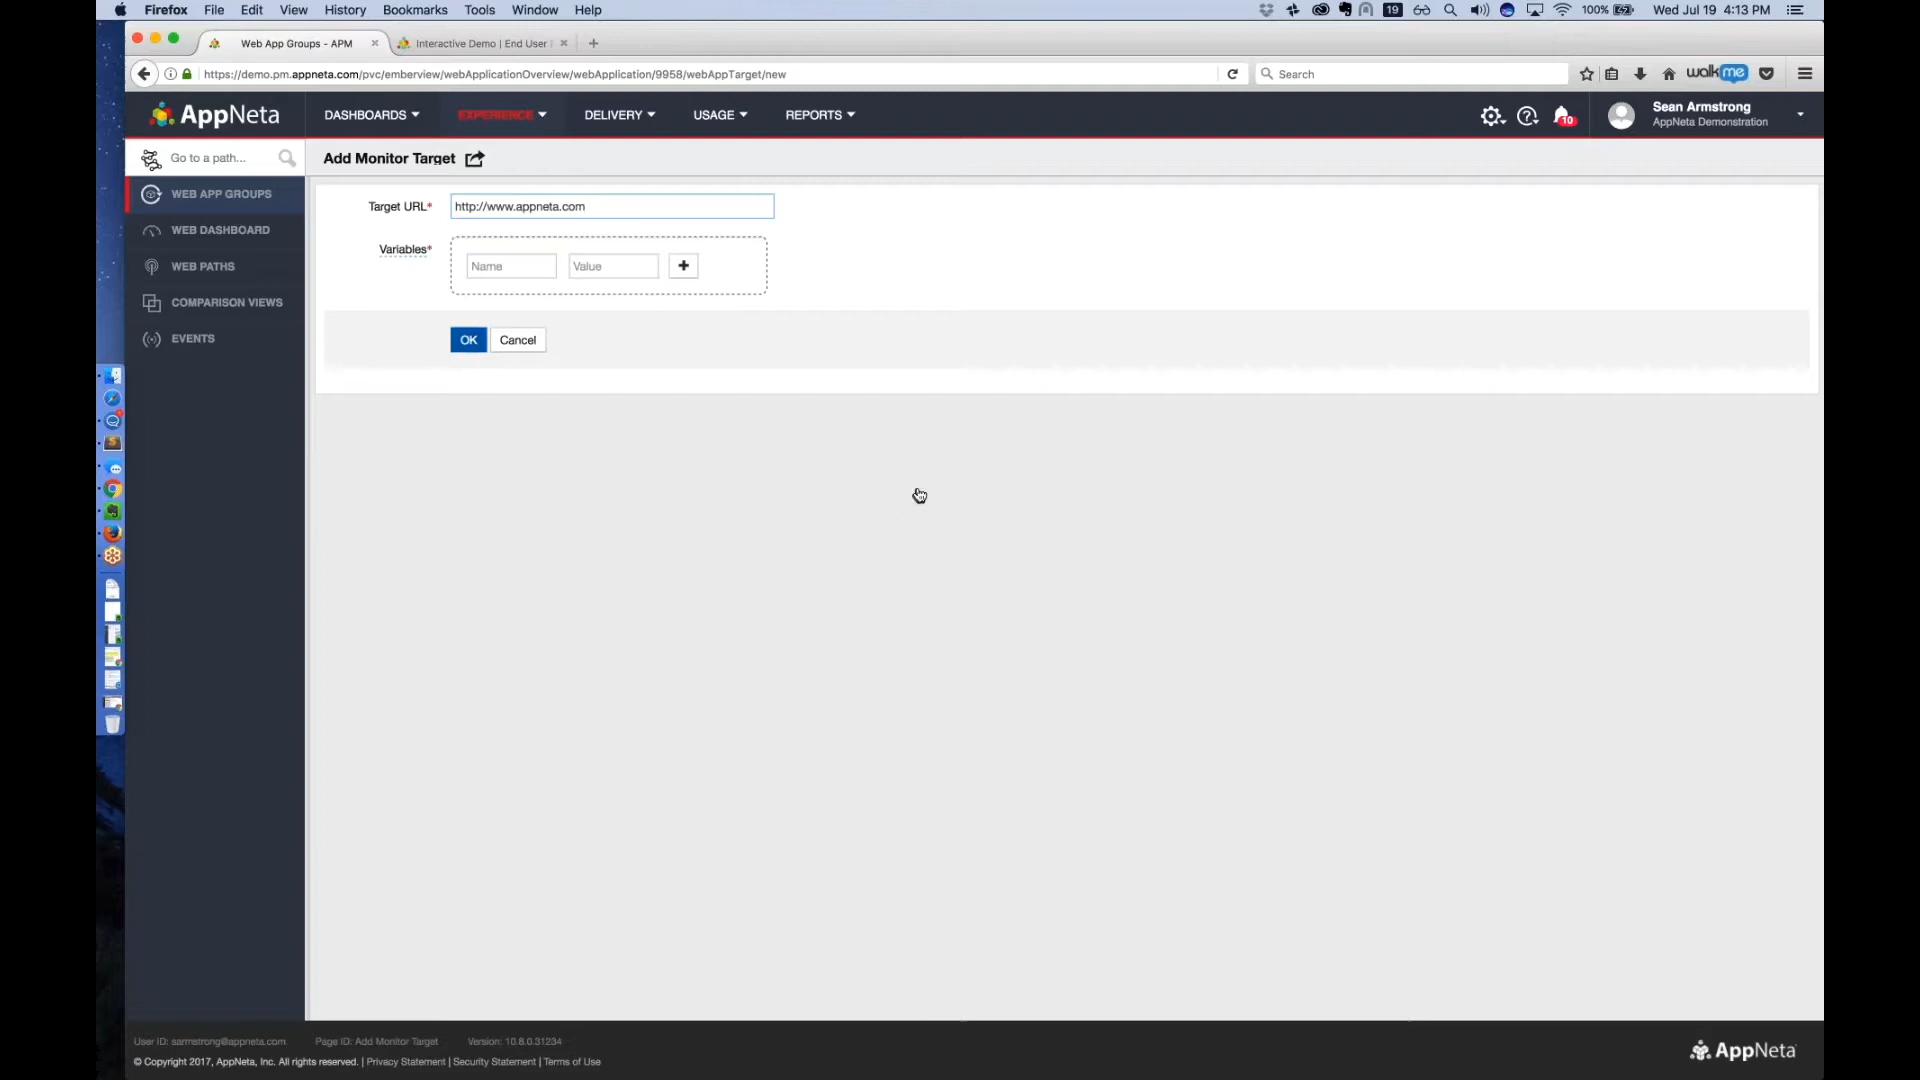 Firefox File Edit View History Bookmarks Tools Window Help 19 100% Wed Jul 19 4:13 PM
Web App Groups - APM Interactive Demo | End User
https://demo.pm.appneta.com/pvc/emberview/webApplicationOverview/webApplication/9958/webAppTarget/new Search walkme
AppNeta DASHBOARDS EXPERIENCE DELIVERY USAGE REPORTS 10 Sean Armstrong
AppNeta Demonstration
Go to a path... Add Monitor Target
WEB APP GROUPS
WEB DASHBOARD
WEB PATHS
COMPARISON VIEWS
EVENTS
Target URL* http://www.appneta.com
Variables* Name Value +
OK Cancel
User ID: sarmstrong@appneta.com Page ID: Add Monitor Target Version: 10.8.0.31234
© Copyright 2017, AppNeta, Inc. All rights reserved. | Privacy Statement | Security Statement | Terms of Use
AppNeta